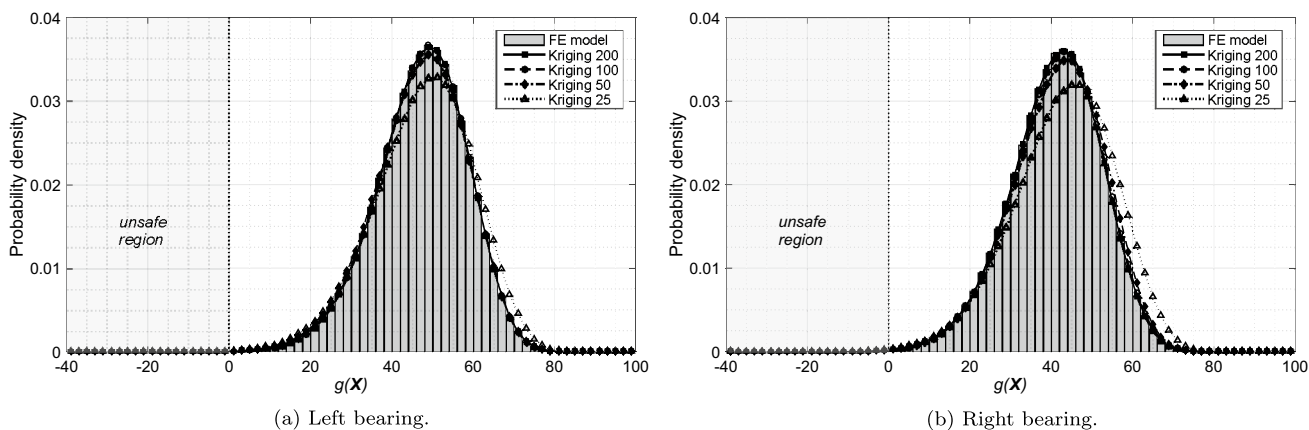 0.04
0.03
0.02
0.01
0
Probability density
unsafe
region
FE model
Kriging 200
Kriging 100
Kriging 50
Kriging 25
-40 -20 0 20 40 60 80 100
g(X)
(a) Left bearing.
0.04
0.03
0.02
0.01
0
Probability density
unsafe
region
FE model
Kriging 200
Kriging 100
Kriging 50
Kriging 25
-40 -20 0 20 40 60 80 100
g(X)
(b) Right bearing.